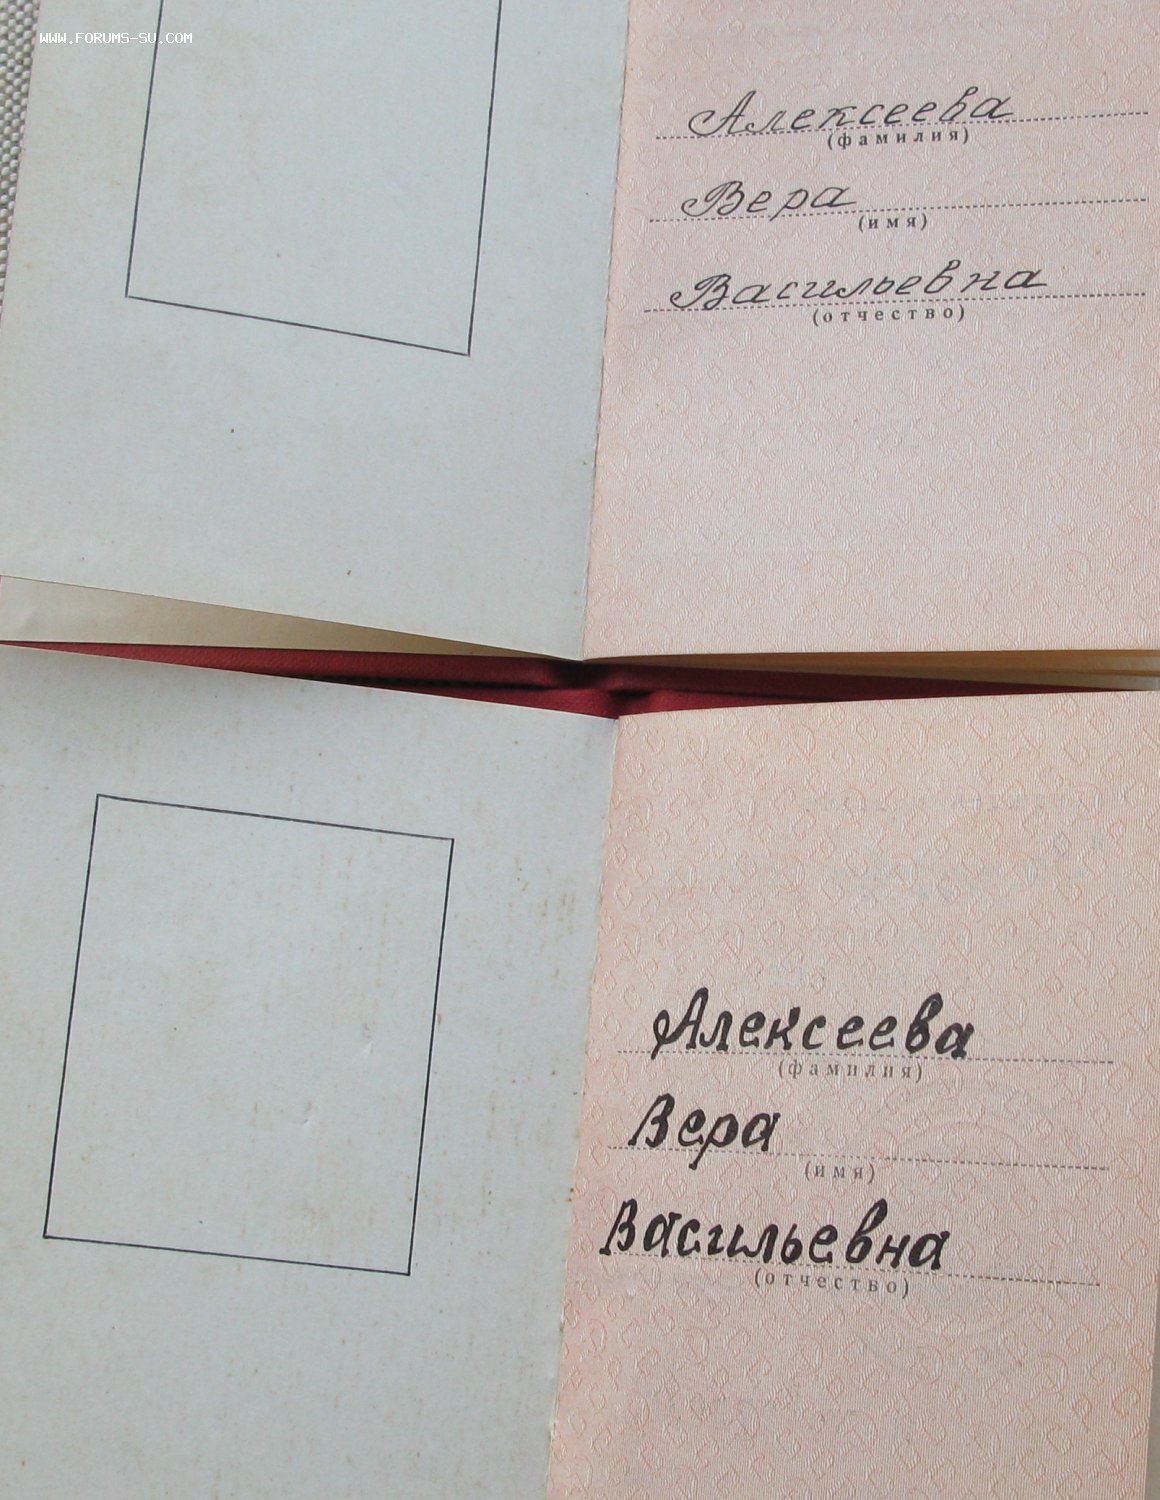 WWW.FORUMS-SU.COM
Алексеева
(фамилия)
Вера
(имя)
Васильевна
(отчество)
Алексеева
(фамилия)
Вера
(имя)
Васильевна
(отчество)